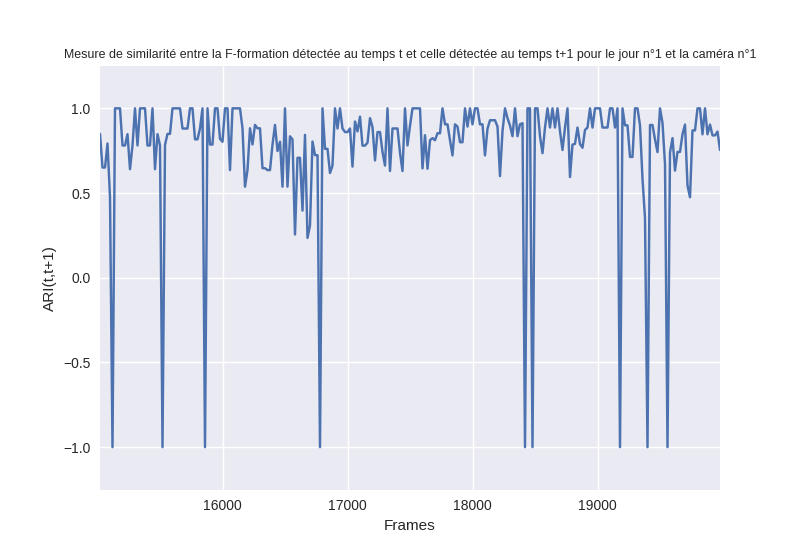 Mesure de similarité entre la F-formation détectée au temps t et celle détectée au temps t+1 pour le jour n°1 et la caméra n°1
1.0
0.5
0.0
−0.5
−1.0
ARI(t,t+1)
16000 17000 18000 19000
Frames